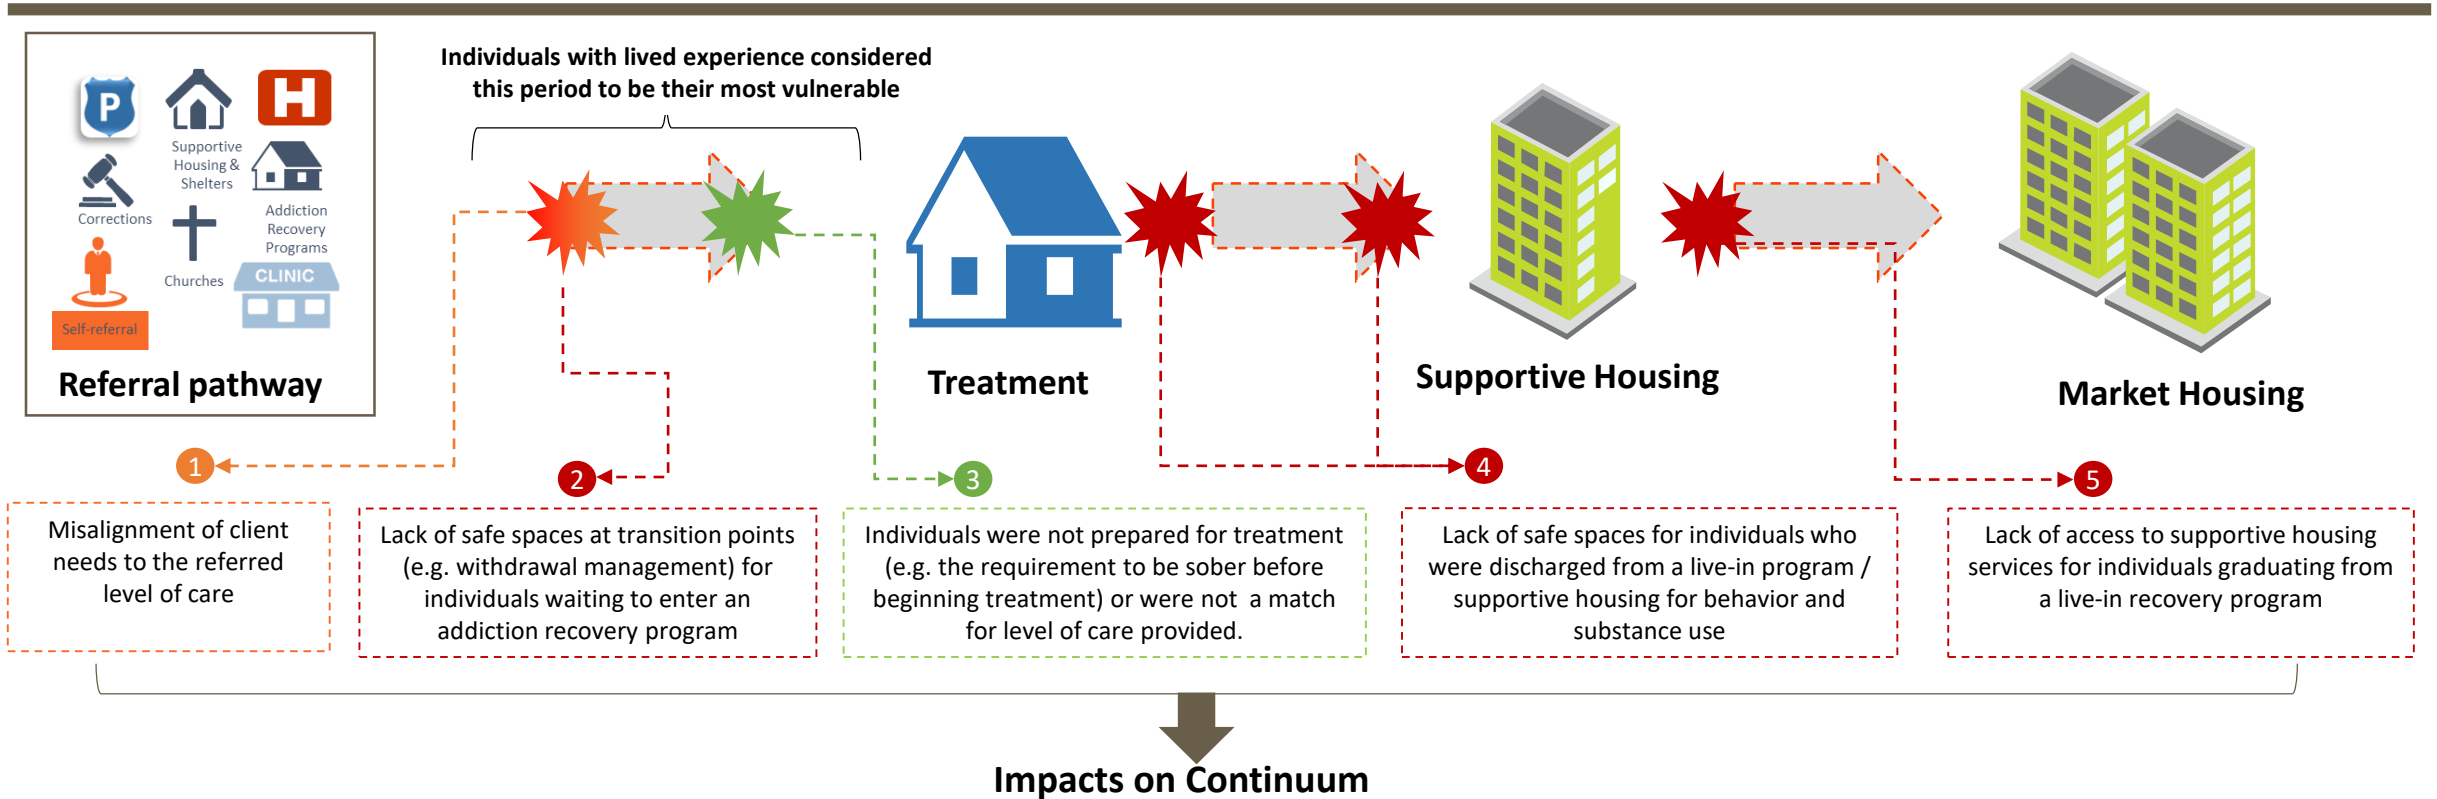 Individuals with lived experience considered
this period to be their most vulnerable
P
H
Supportive
Housing &
Shelters
Corrections
Addiction
Recovery
Programs
Churches
CLINIC
Self-referral
Referral pathway
Treatment
Supportive Housing
Market Housing
1
2
3
4
5
Misalignment of client
needs to the referred
level of care
Lack of safe spaces at transition points
(e.g. withdrawal management) for
individuals waiting to enter an
addiction recovery program
Individuals were not prepared for treatment
(e.g. the requirement to be sober before
beginning treatment) or were not a match
for level of care provided.
Lack of safe spaces for individuals who
were discharged from a live-in program /
supportive housing for behavior and
substance use
Lack of access to supportive housing
services for individuals graduating from
a live-in recovery program
Impacts on Continuum